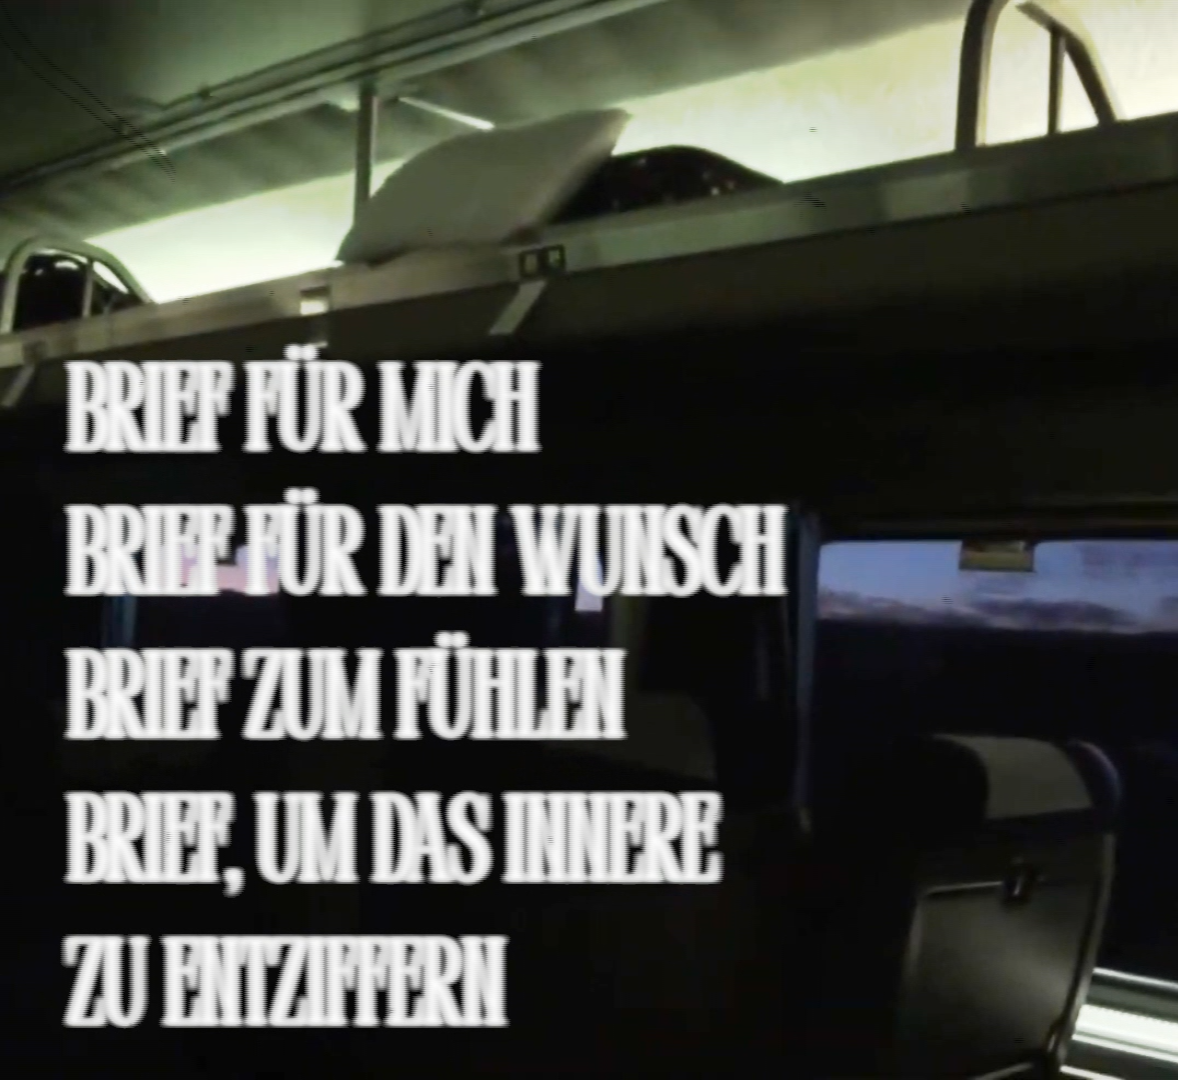 BRIEF FÜR MICH
BRIEF FÜR DEN WUNSCH
BRIEF ZUM FÜHLEN
BRIEF, UM DAS INNERE
ZU ENTZIFFERN